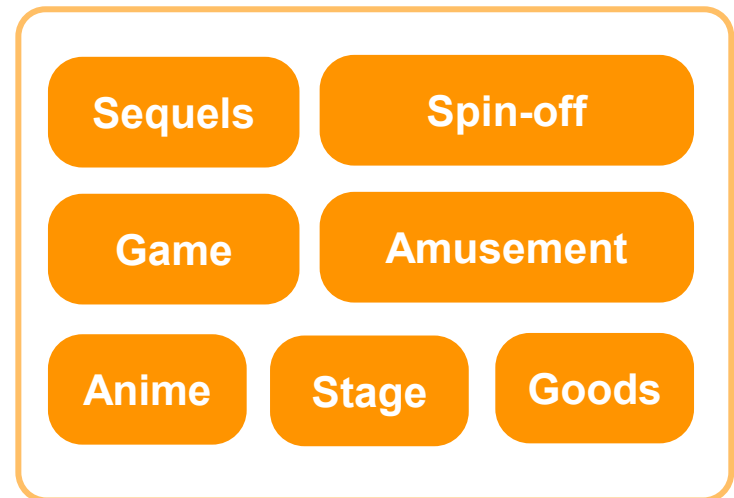 Sequels
Spin-off
Game
Amusement
Anime
Stage
Goods